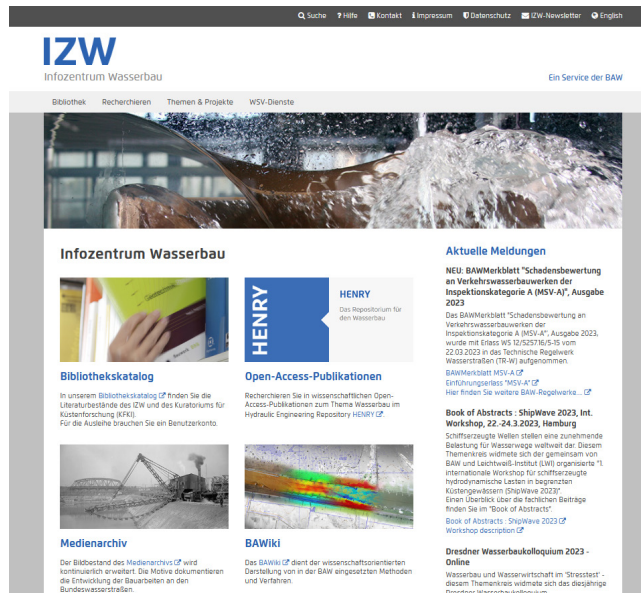 Suche ? Hilfe Kontakt i Impressum Datenschutz IZW-Newsletter English
IZW
Infozentrum Wasserbau
Ein Service der BAW
Bibliothek Recherchieren Themen & Projekte WSV-Dienste
Infozentrum Wasserbau
Bibliothekskatalog
In unserem Bibliothekskatalog finden Sie die
Literaturbestände des IZW und des Kuratoriums für
Küstenforschung (KFKI).
Für die Ausleihe brauchen Sie ein Benutzerkonto.
HENRY
HENRY
Das Repositorium für
den Wasserbau
Open-Access-Publikationen
Recherchieren Sie in wissenschaftlichen Open-
Access-Publikationen zum Thema Wasserbau im
Hydraulic Engineering Repository HENRY.
Medienarchiv
Der Bildbestand des Medienarchivs wird
kontinuierlich erweitert. Die Motive dokumentieren
die Entwicklung der Bauarbeiten an den
Bundeswasserstraßen.
BAWiki
Das BAWiki dient der wissenschaftsorientierten
Darstellung von in der BAW eingesetzten Methoden
und Verfahren.
Aktuelle Meldungen
NEU: BAWMerkblatt "Schadensbewertung
an Verkehrswasserbauwerken der
Inspektionskategorie A (MSV-A)", Ausgabe
2023
Das BAWMerkblatt "Schadensbewertung an
Verkehrswasserbauwerken der
Inspektionskategorie A (MSV-A)", Ausgabe 2023,
wurde mit Erlass WS 12/5257.16/5-15 vom
22.03.2023 in das Technische Regelwerk
Wasserstraßen (TR-W) aufgenommen.
BAWMerkblatt MSV-A
Einführungserlass "MSV-A"
Hier finden Sie weitere BAW-Regelwerke...
Book of Abstracts : ShipWave 2023, Int.
Workshop, 22.-24.3.2023, Hamburg
Schiffserzeugte Wellen stellen eine zunehmende
Belastung für Wasserwege weltweit dar. Diesem
Themenkreis widmete sich der gemeinsam von
BAW und Leichtweiß-Institut (LWI) organisierte "1.
internationale Workshop für schiffserzeugte
hydrodynamische Lasten in begrenzten
Küstengewässern (ShipWave 2023)".
Einen Überblick über die fachlichen Beiträge
finden Sie im "Book of Abstracts".
Book of Abstracts : ShipWave 2023
Workshop description
Dresdner Wasserbaukolloquium 2023 -
Online
Wasserbau und Wasserwirtschaft im 'Stresstest' -
diesem Themenkreis widmete sich das diesjährige
Dresdner Wasserbaukolloquium